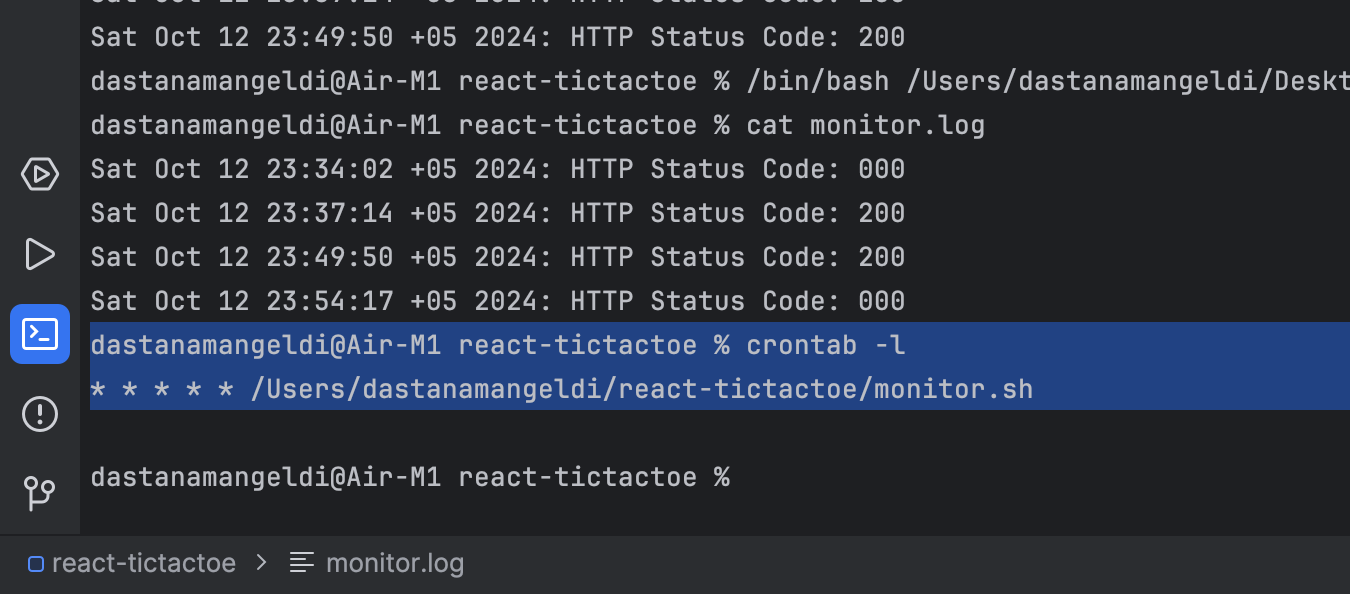 Sat Oct 12 23:49:50 +05 2024: HTTP Status Code: 200
dastanamangeldi@Air-M1 react-tictactoe % /bin/bash /Users/dastanamangeldi/Deskt
dastanamangeldi@Air-M1 react-tictactoe % cat monitor.log
Sat Oct 12 23:34:02 +05 2024: HTTP Status Code: 000
Sat Oct 12 23:37:14 +05 2024: HTTP Status Code: 200
Sat Oct 12 23:49:50 +05 2024: HTTP Status Code: 200
Sat Oct 12 23:54:17 +05 2024: HTTP Status Code: 000
dastanamangeldi@Air-M1 react-tictactoe % crontab -l
* * * * * /Users/dastanamangeldi/react-tictactoe/monitor.sh
dastanamangeldi@Air-M1 react-tictactoe %
react-tictactoe > monitor.log